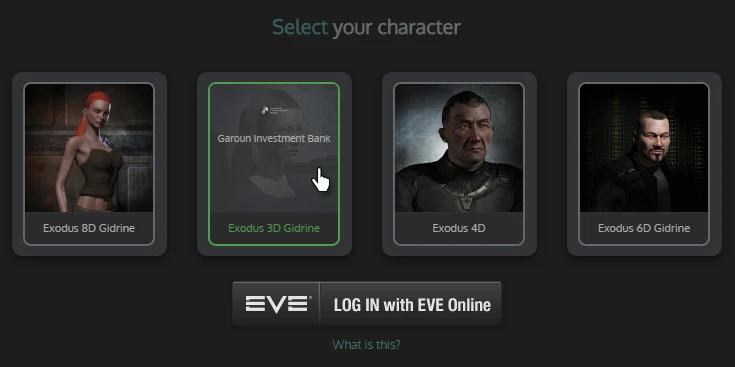 Select your character
Garoun Investment Bank
Exodus 8D Gidrine
Exodus 3D Gidrine
Exodus 4D
Exodus 6D Gidrine
EVE LOG IN with EVE Online
What is this?